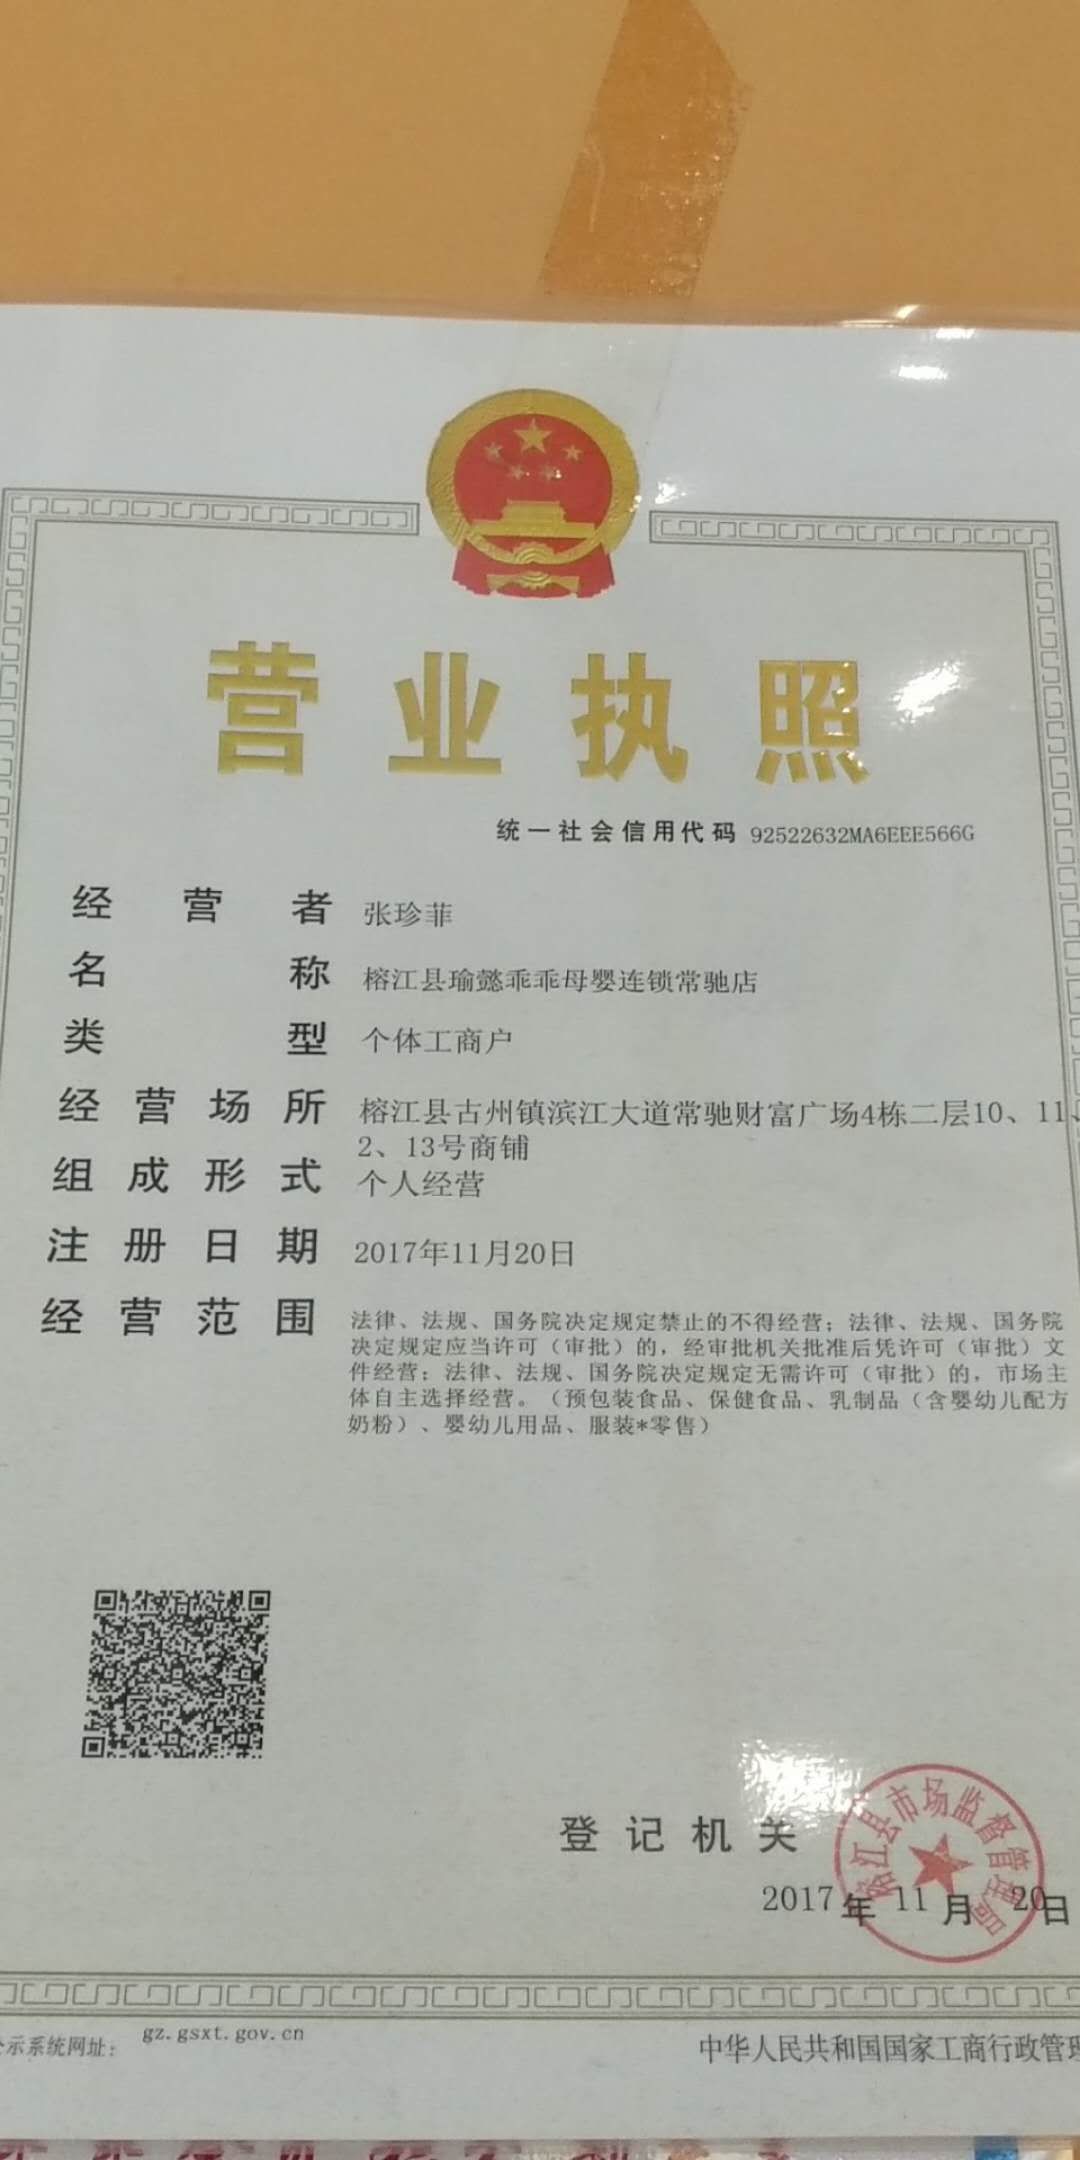 营业执照
统一社会信用代码 92522632MA6EEE566G
经营者 张珍菲
名称 榕江县瑜懿乖乖母婴连锁常驰店
类型 个体工商户
经营场所 榕江县古州镇滨江大道常驰财富广场4栋二层10、11、
2、13号商铺
组成形式 个人经营
注册日期 2017年11月20日
经营范围 法律、法规、国务院决定规定禁止的不得经营；法律、法规、国务院
决定规定应当许可（审批）的，经审批机关批准后凭许可（审批）文
件经营；法律、法规、国务院决定规定无需许可（审批）的，市场主
体自主选择经营。（预包装食品、保健食品、乳制品（含婴幼儿配方
奶粉）、婴幼儿用品、服装*零售）
登记机关
榕江县市场监督管理局
2017年11月20日
公示系统网址： gz.gsxt.gov.cn
中华人民共和国国家工商行政管理